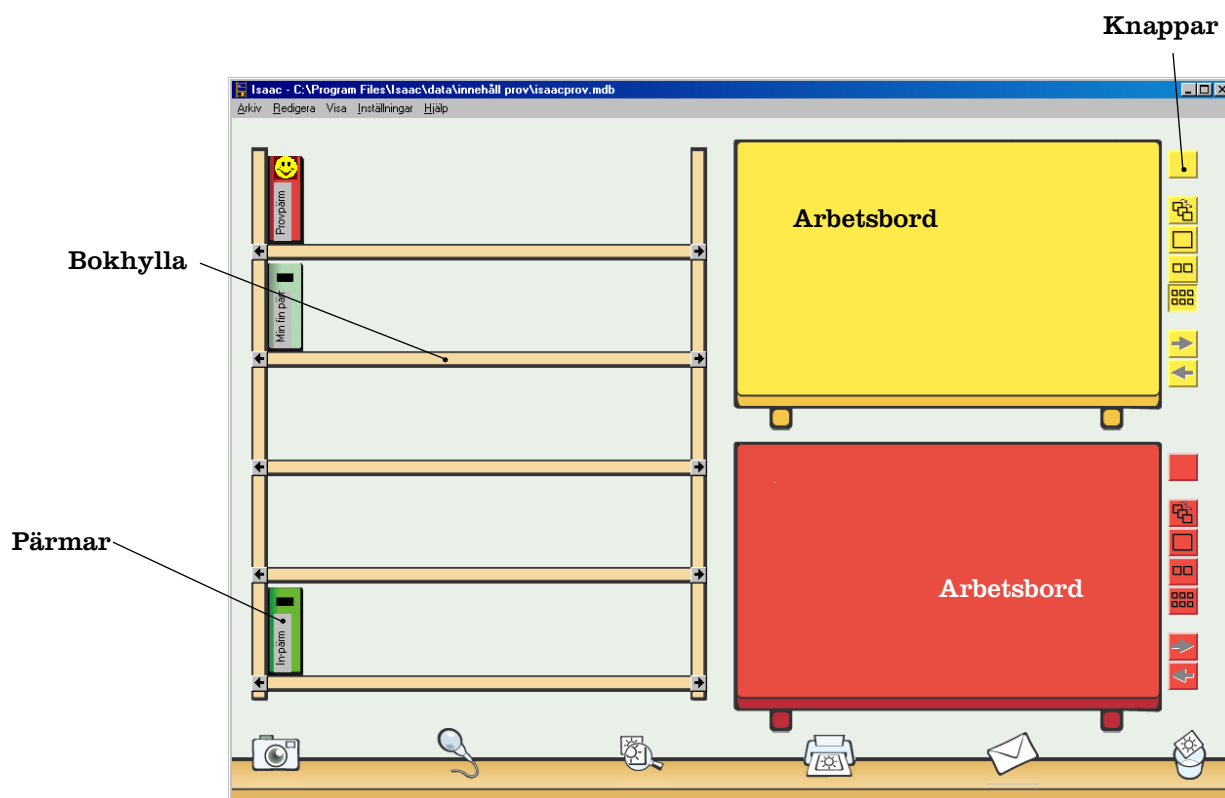 Knappar
Isaac - C:\Program Files\Isaac\data\innehåll prov\isaacprov.mdb
Arkiv Redigera Visa Inställningar Hjälp
Provpärm
Arbetsbord
Bokhylla
Min fin pärr
Pärmar
Arbetsbord
In-pärm